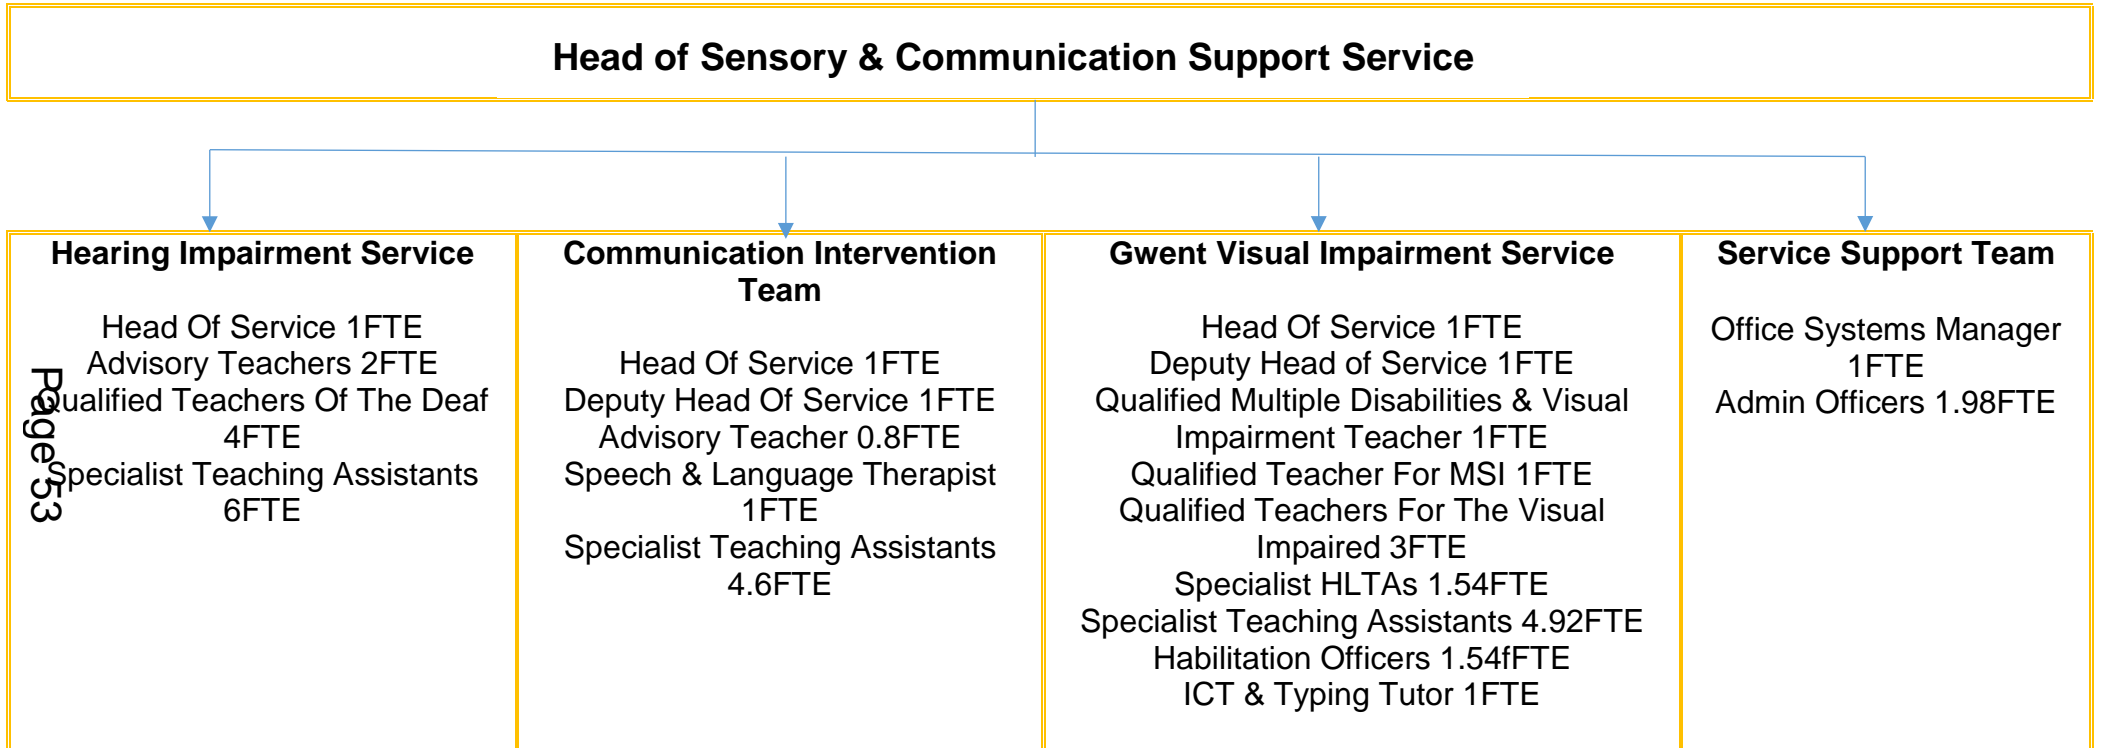 Head of Sensory & Communication Support Service
Hearing Impairment Service
Head Of Service 1FTE
Advisory Teachers 2FTE
Qualified Teachers Of The Deaf
4FTE
Specialist Teaching Assistants
6FTE
Communication Intervention
Team
Head Of Service 1FTE
Deputy Head Of Service 1FTE
Advisory Teacher 0.8FTE
Speech & Language Therapist
1FTE
Specialist Teaching Assistants
4.6FTE
Gwent Visual Impairment Service
Head Of Service 1FTE
Deputy Head of Service 1FTE
Qualified Multiple Disabilities & Visual
Impairment Teacher 1FTE
Qualified Teacher For MSI 1FTE
Qualified Teachers For The Visual
Impaired 3FTE
Specialist HLTAs 1.54FTE
Specialist Teaching Assistants 4.92FTE
Habilitation Officers 1.54fFTE
ICT & Typing Tutor 1FTE
Service Support Team
Office Systems Manager
1FTE
Admin Officers 1.98FTE
Page 53